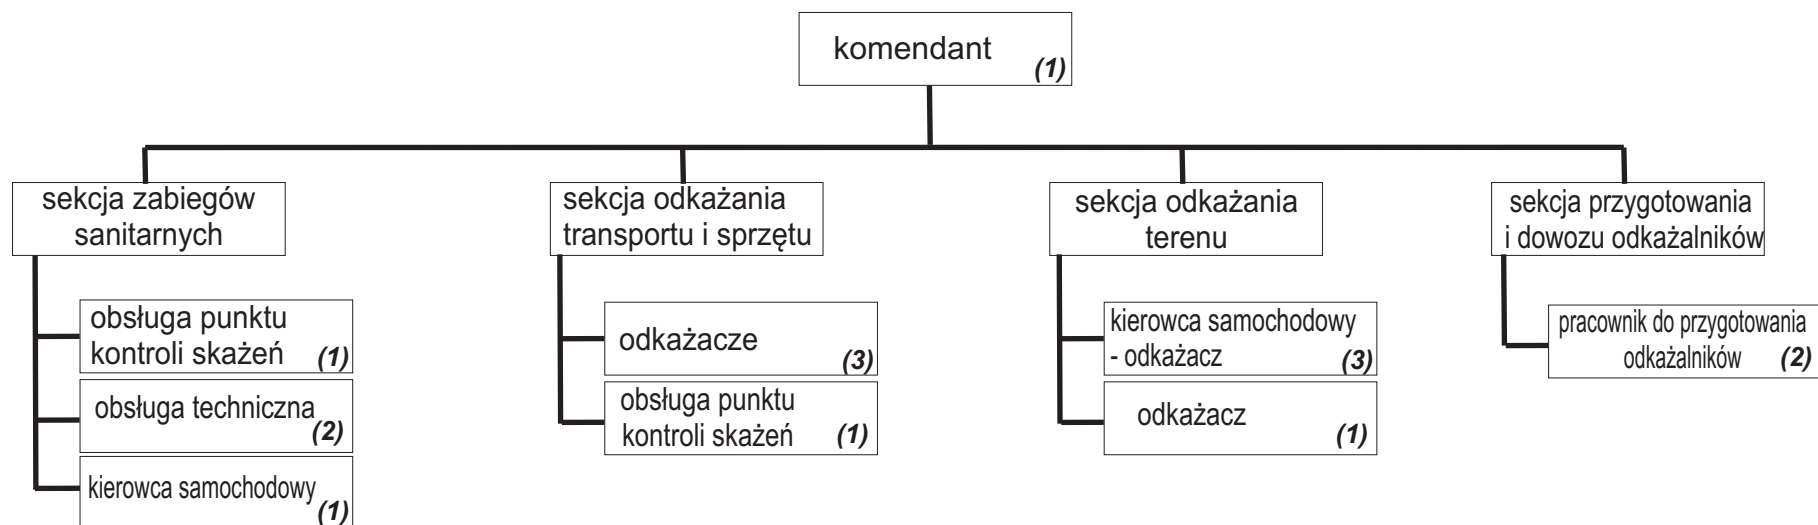 komendant
(1)
sekcja zabiegów
sanitarnych
obsługa punktu
kontroli skażeń (1)
obsługa techniczna
(2)
kierowca samochodowy
(1)
sekcja odkażania
transportu i sprzętu
odkażacze
(3)
obsługa punktu
kontroli skażeń (1)
sekcja odkażania
terenu
kierowca samochodowy
- odkażacz (3)
odkażacz
(1)
sekcja przygotowania
i dowozu odkażalników
pracownik do przygotowania
odkażalników (2)